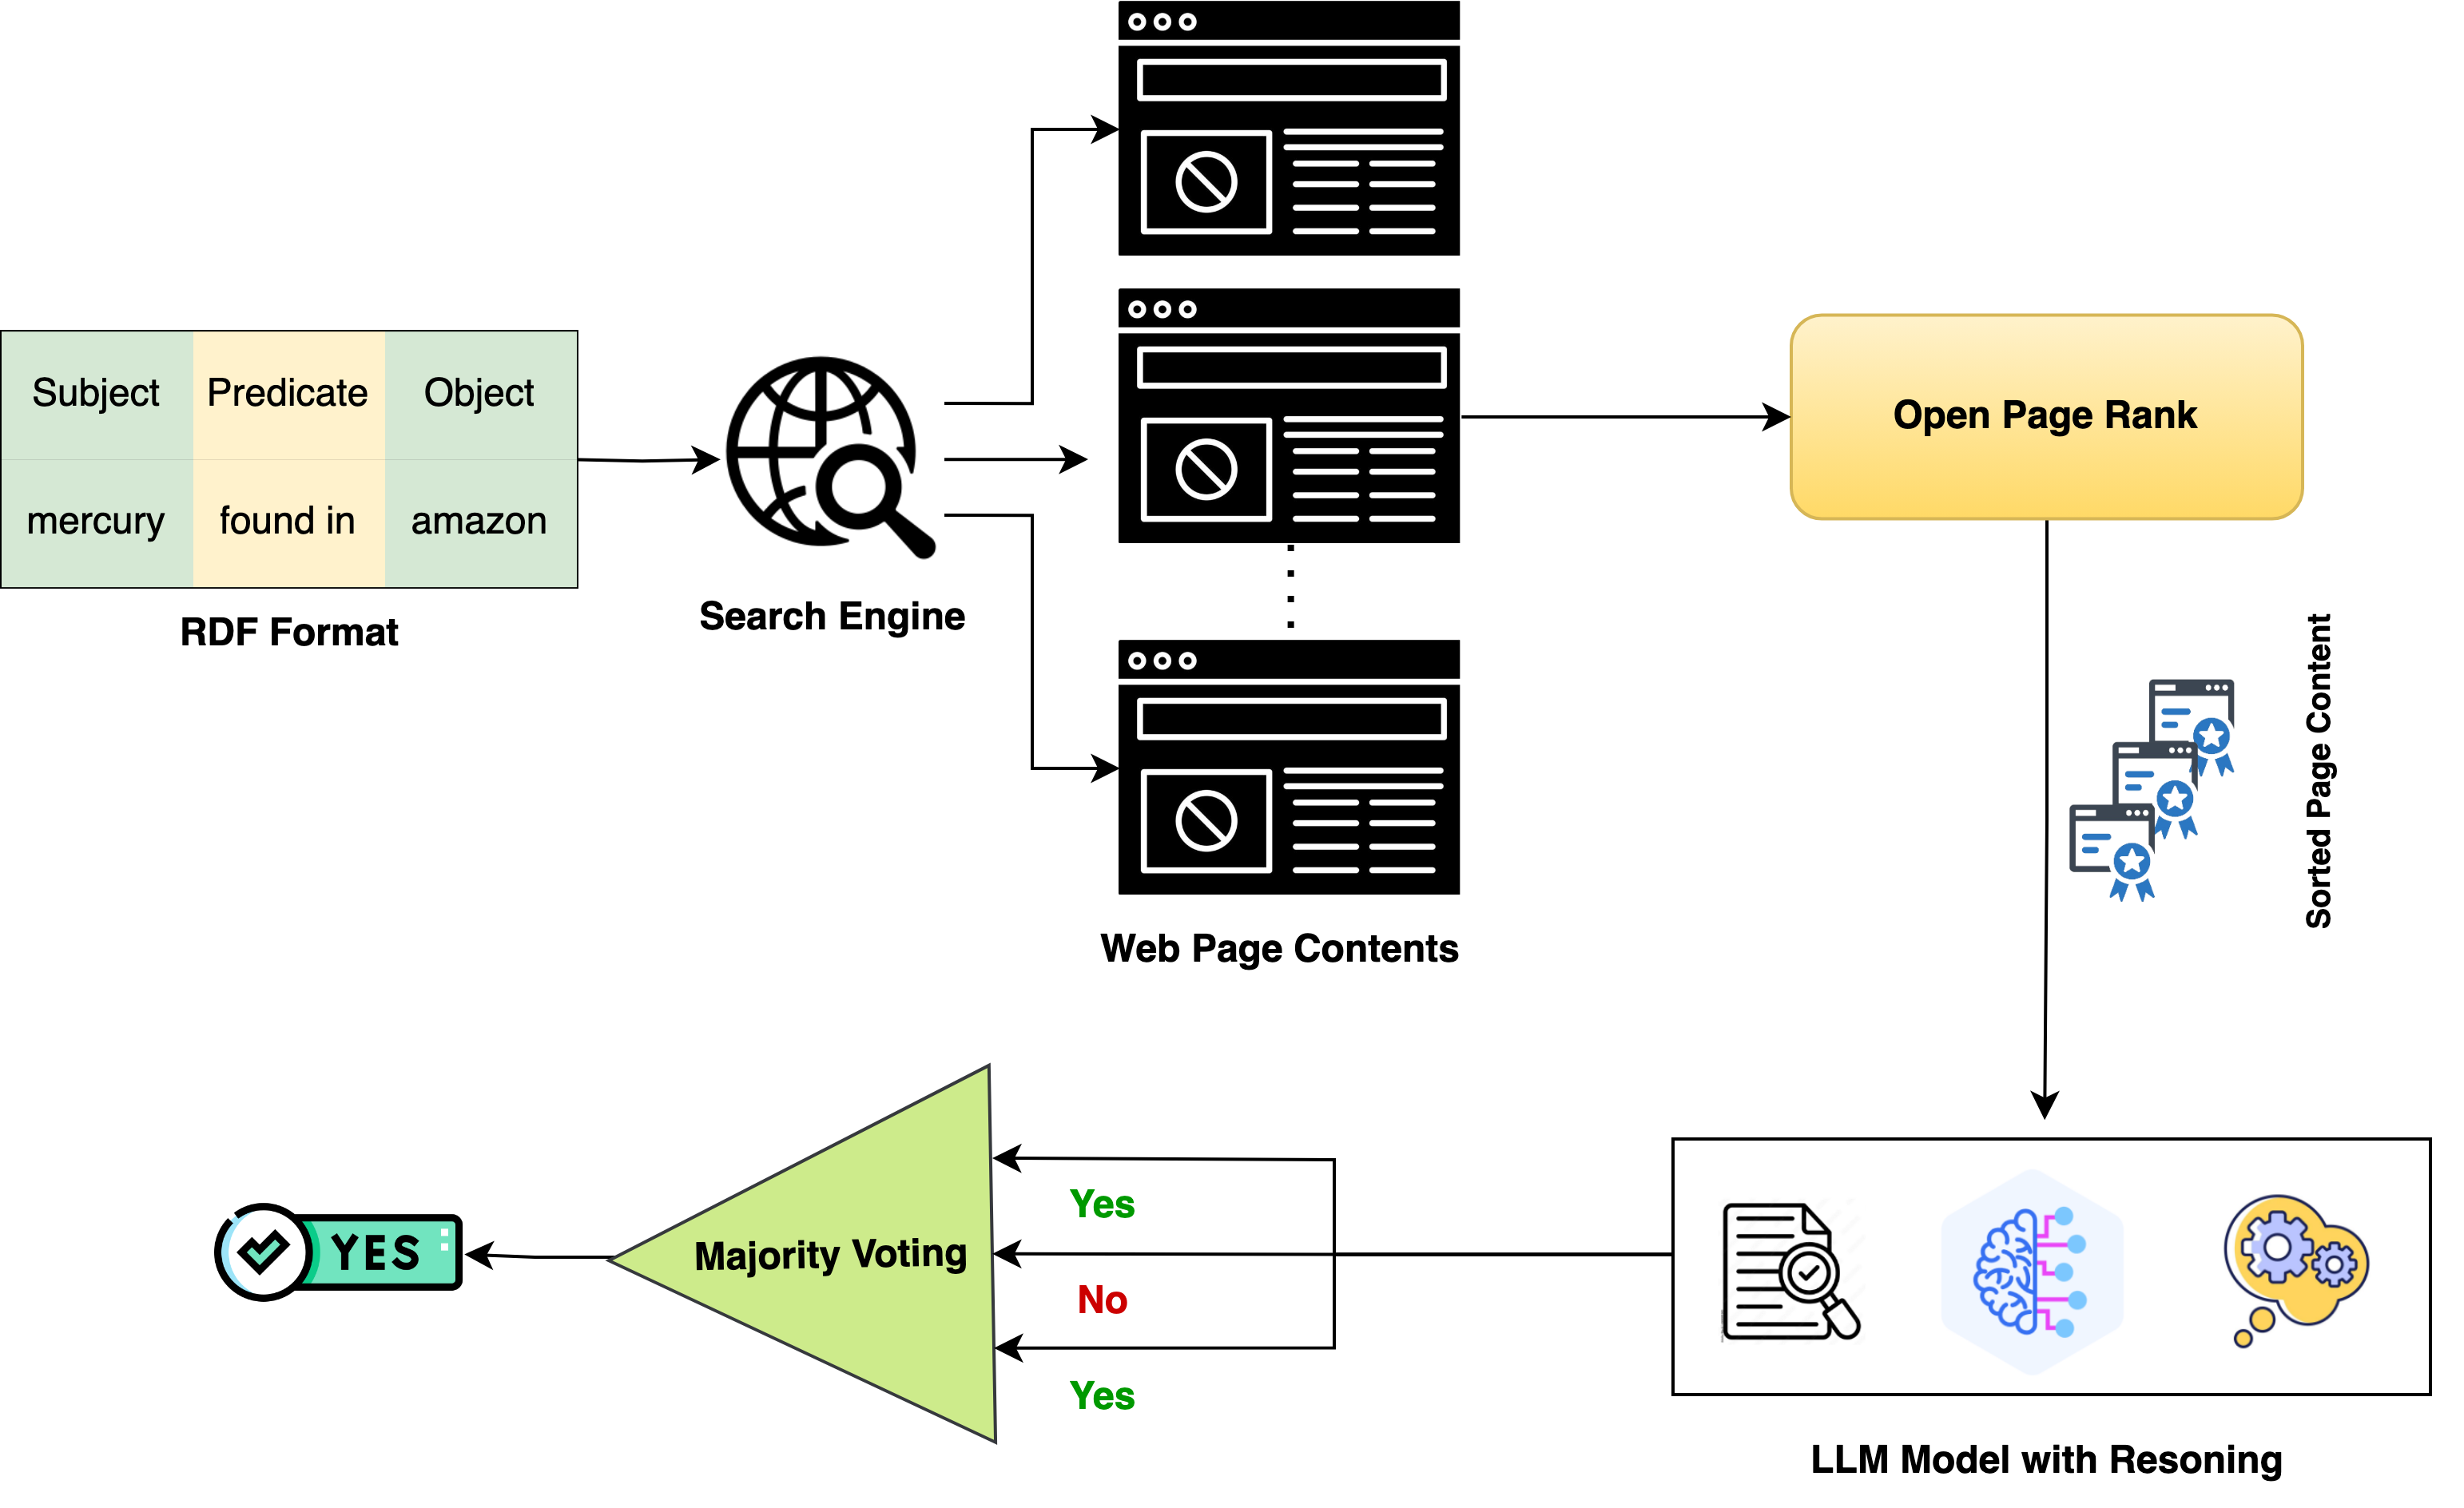 Subject Predicate Object
mercury found in amazon
RDF Format
Search Engine
Web Page Contents
Open Page Rank
Sorted Page Content
LLM Model with Resoning
Yes
No
Yes
Majority Voting
YES